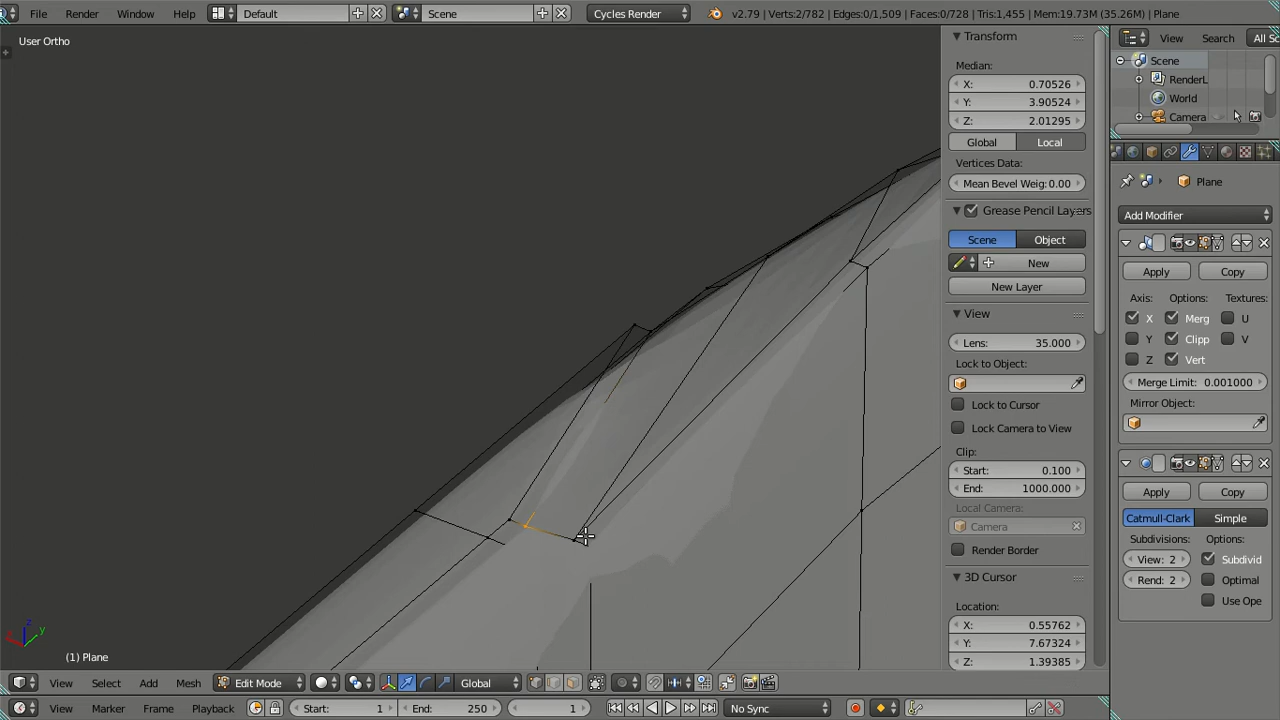 File Render Window Help Default Scene Cycles Render v2.79 | Verts:2/782 | Edges:0/1,509 | Faces:0/728 | Tris:1,455 | Mem:19.73M (35.26M) | Plane
User Ortho
(1) Plane
Transform
Median:
X: 0.70526
Y: 3.90524
Z: 2.01295
Global Local
Vertices Data:
Mean Bevel Weig: 0.00
Grease Pencil Layers
Scene Object
New
New Layer
View
Lens: 35.000
Lock to Object:
Lock to Cursor
Lock Camera to View
Clip:
Start: 0.100
End: 1000.000
Local Camera:
Camera
Render Border
3D Cursor
Location:
X: 0.55762
Y: 7.67324
Z: 1.39385
View Search All Sc
Scene
RenderL
World
Camera
Plane
Add Modifier
Apply Copy
Axis: Options: Textures:
X Merg U
Y Clipp V
Z Vert
Merge Limit: 0.001000
Mirror Object:
Apply Copy
Catmull-Clark Simple
Subdivisions: Options:
View: 2 Subdivid
Rend: 2 Optimal
Use Ope
View Select Add Mesh Edit Mode Global
View Marker Frame Playback Start: 1 End: 250 1 No Sync